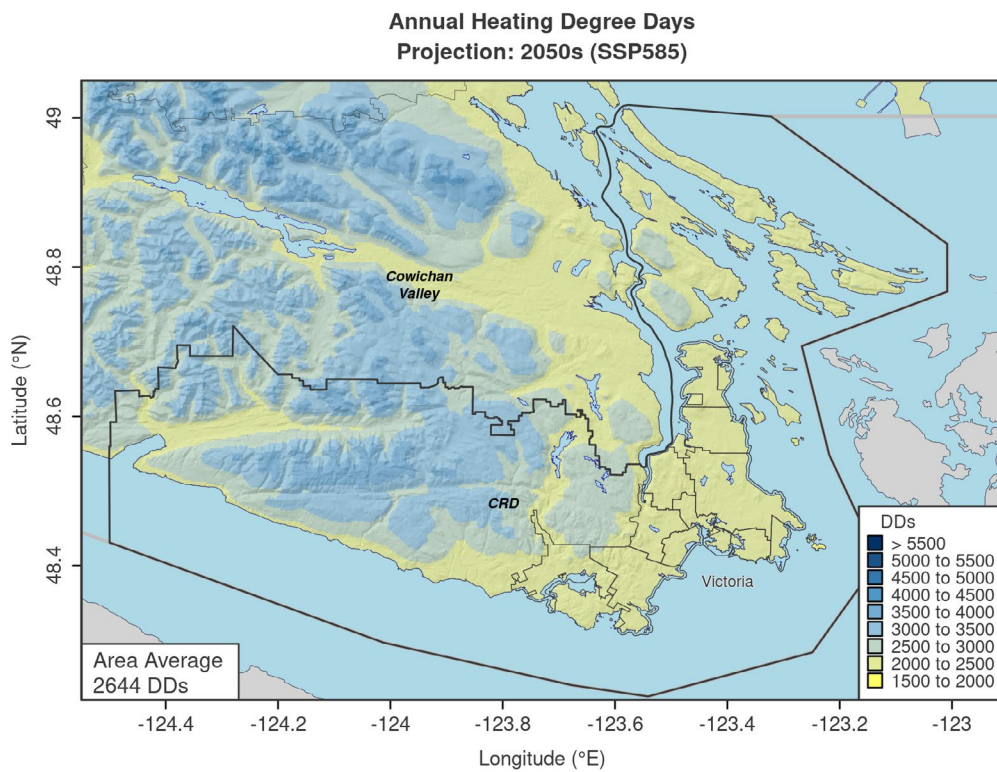 Annual Heating Degree Days
Projection: 2050s (SSP585)
49
48.8
48.6
48.4
Latitude (°N)
Cowichan
Valley
CRD
Victoria
DDs
> 5500
5000 to 5500
4500 to 5000
4000 to 4500
3500 to 4000
3000 to 3500
2500 to 3000
2000 to 2500
1500 to 2000
Area Average
2644 DDs
-124.4
-124.2
-124
-123.8
-123.6
-123.4
-123.2
-123
Longitude (°E)